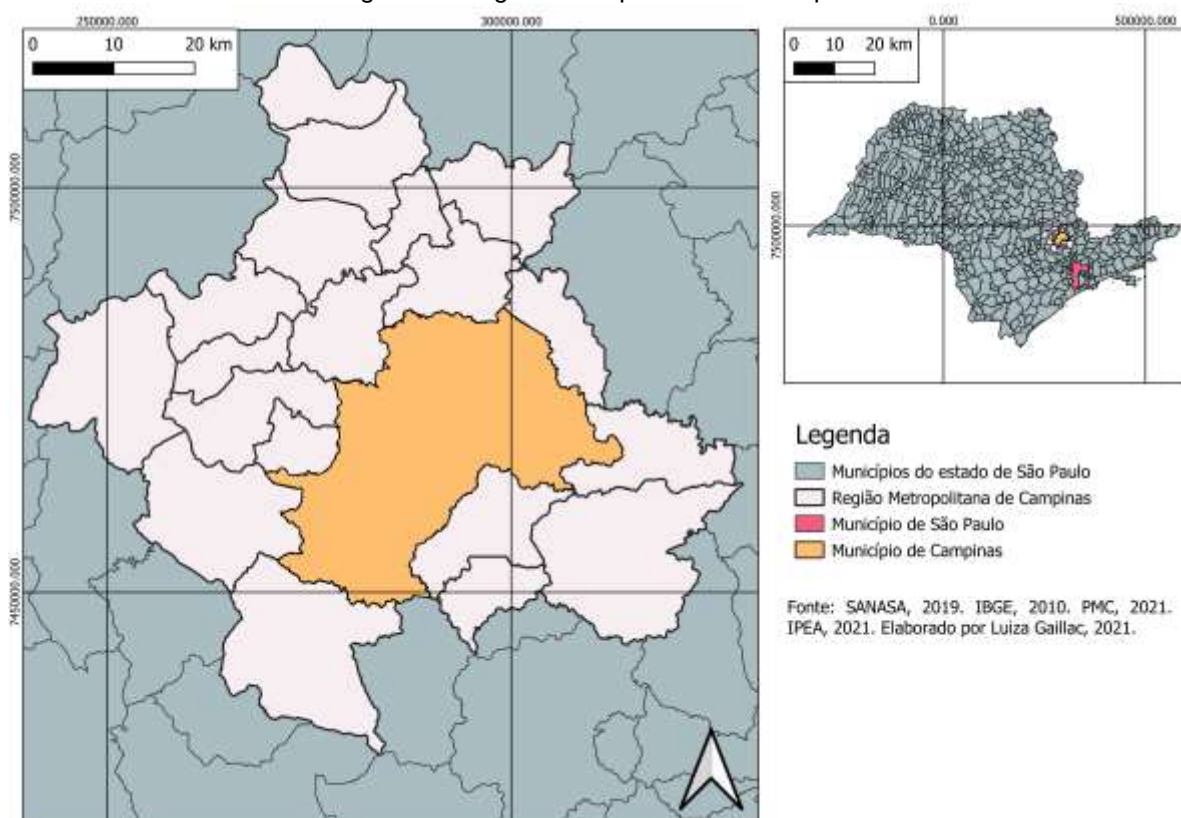 250000.000 300000.000
0 10 20 km
7500000.000
7450000.000
0.000 500000.000
0 10 20 km
7500000.000
Legenda
Municípios do estado de São Paulo
Região Metropolitana de Campinas
Município de São Paulo
Município de Campinas
Fonte: SANASA, 2019. IBGE, 2010. PMC, 2021.
IPEA, 2021. Elaborado por Luiza Gaillac, 2021.